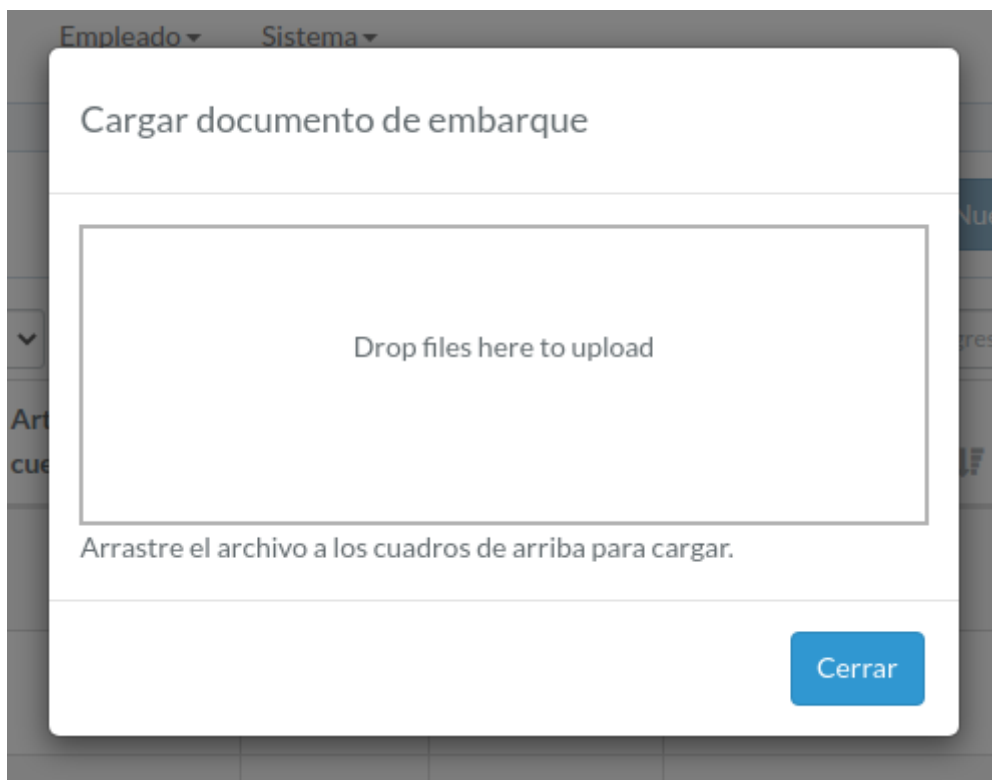 Empleado
Sistema
Cargar documento de embarque
Drop files here to upload
Arrastre el archivo a los cuadros de arriba para cargar.
Cerrar